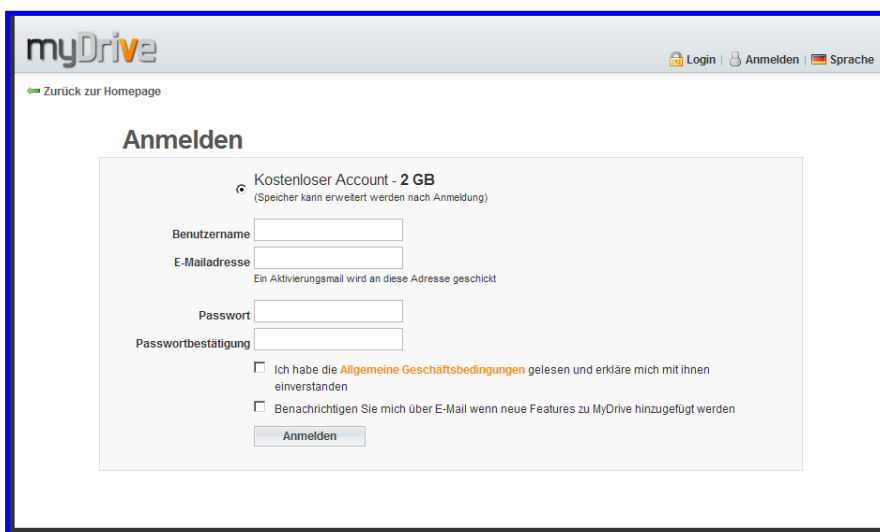 myDrive
Login | Anmelden | Sprache
Zurück zur Homepage
Anmelden
Kostenloser Account - 2 GB
(Speicher kann erweitert werden nach Anmeldung)
Benutzername
E-Mailadresse
Ein Aktivierungsmail wird an diese Adresse geschickt
Passwort
Passwortbestätigung
Ich habe die Allgemeine Geschäftsbedingungen gelesen und erkläre mich mit ihnen
einverstanden
Benachrichtigen Sie mich über E-Mail wenn neue Features zu MyDrive hinzugefügt werden
Anmelden